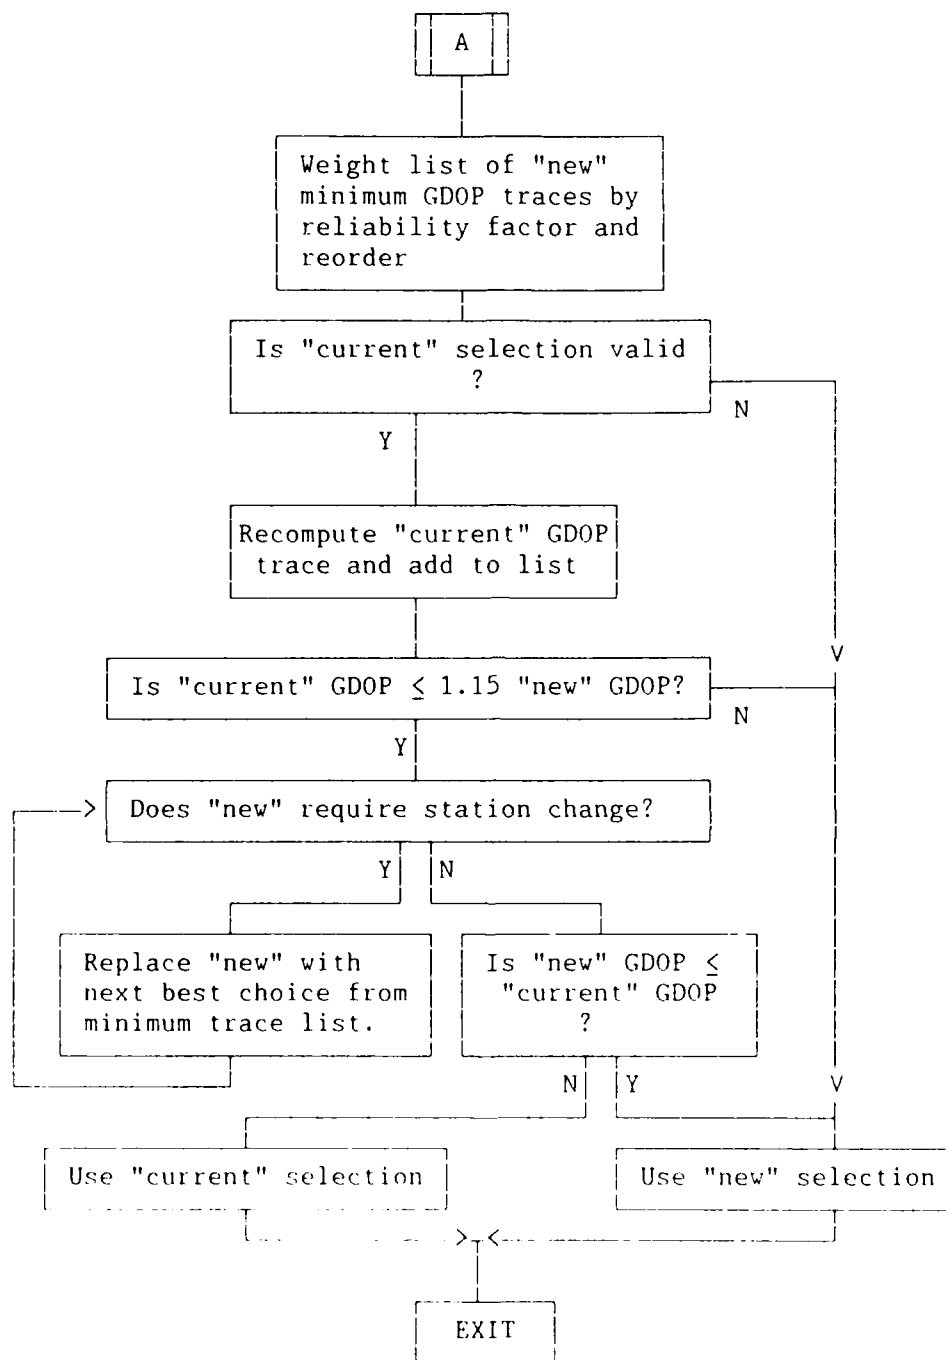 A
Weight list of "new"
minimum GDOP traces by
reliability factor and
reorder
Is "current" selection valid
?
N
Y
Recompute "current" GDOP
trace and add to list
V
Is "current" GDOP ≤ 1.15 "new" GDOP?
N
Y
> Does "new" require station change?
Y N
Replace "new" with
next best choice from
minimum trace list.
Is "new" GDOP ≤
"current" GDOP
?
N Y
V
Use "current" selection
Use "new" selection
> <
EXIT